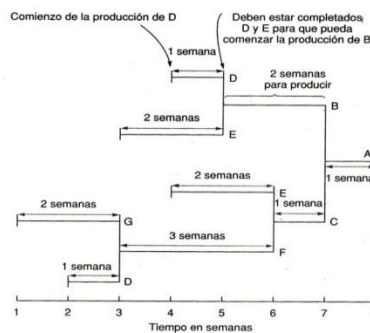 Comienzo de la producción de D
Deben estar completados
D y E para que pueda
comenzar la producción de B
1 semana
D
2 semanas
para producir
B
2 semanas
E
A
1 semana
2 semanas
E
1 semana
C
2 semanas
G
3 semanas
F
1 semana
D
1 2 3 4 5 6 7
Tiempo en semanas